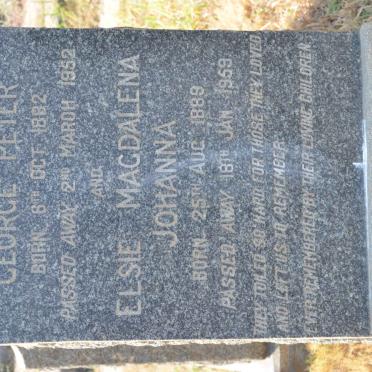 GEORGE PETER
BORN 6TH OCT 1882
PASSED AWAY 2ND MARCH 1952
AND
ELSIE MAGDALENA
JOHANNA
BORN 25TH AUG 1889
PASSED AWAY 18TH JAN 1959
THEY TOILED SO HARD FOR THOSE THEY LOVED
AND LEFT US TO REMEMBER
EVER REMEMBERED BY THEIR LOVING CHILDREN